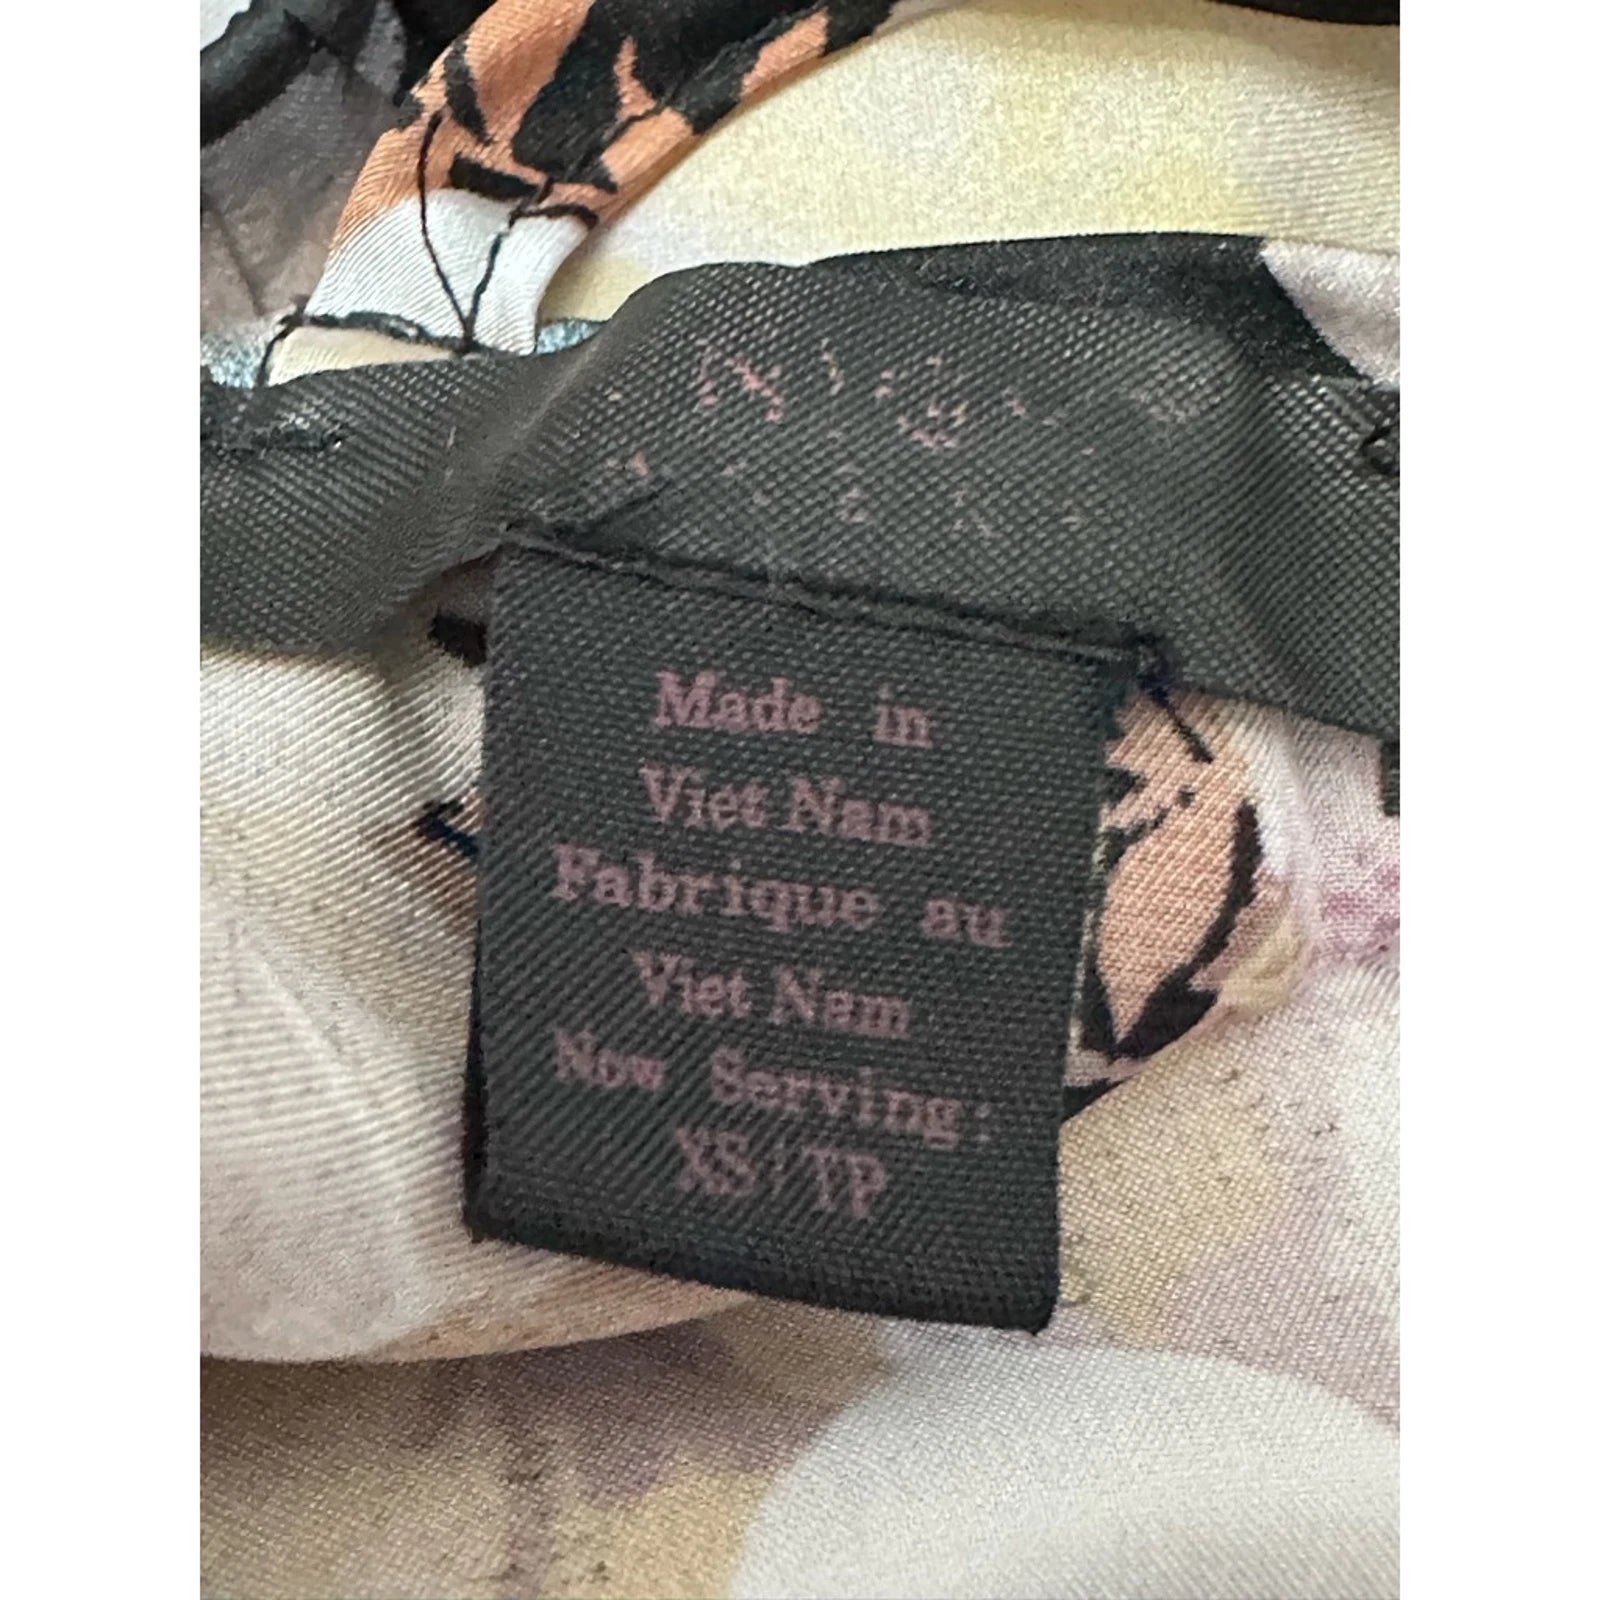 Made in
Viet Nam
Fabrique au
Viet Nam
Now Serving:
XS/TP